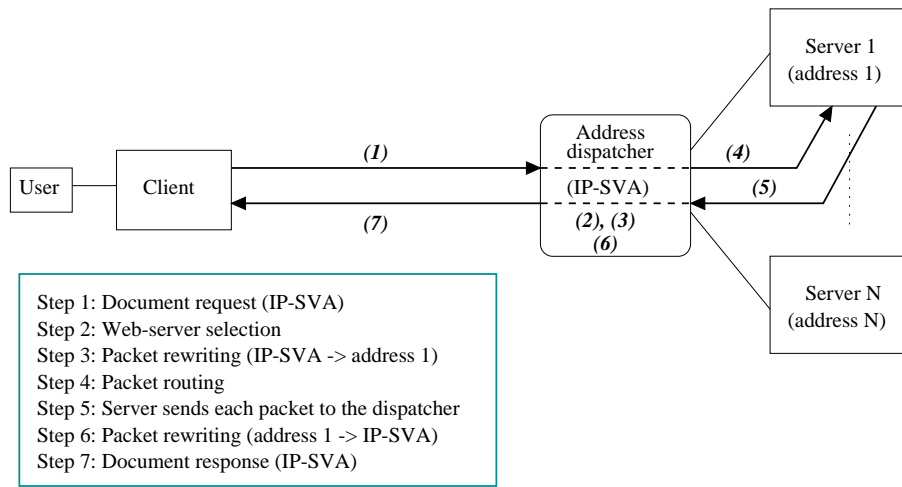 Server 1
(address 1)
Address
dispatcher
(1)
(4)
User
Client
(IP-SVA)
(5)
(7)
(2), (3)
(6)
Server N
(address N)
Step 1: Document request (IP-SVA)
Step 2: Web-server selection
Step 3: Packet rewriting (IP-SVA -> address 1)
Step 4: Packet routing
Step 5: Server sends each packet to the dispatcher
Step 6: Packet rewriting (address 1 -> IP-SVA)
Step 7: Document response (IP-SVA)